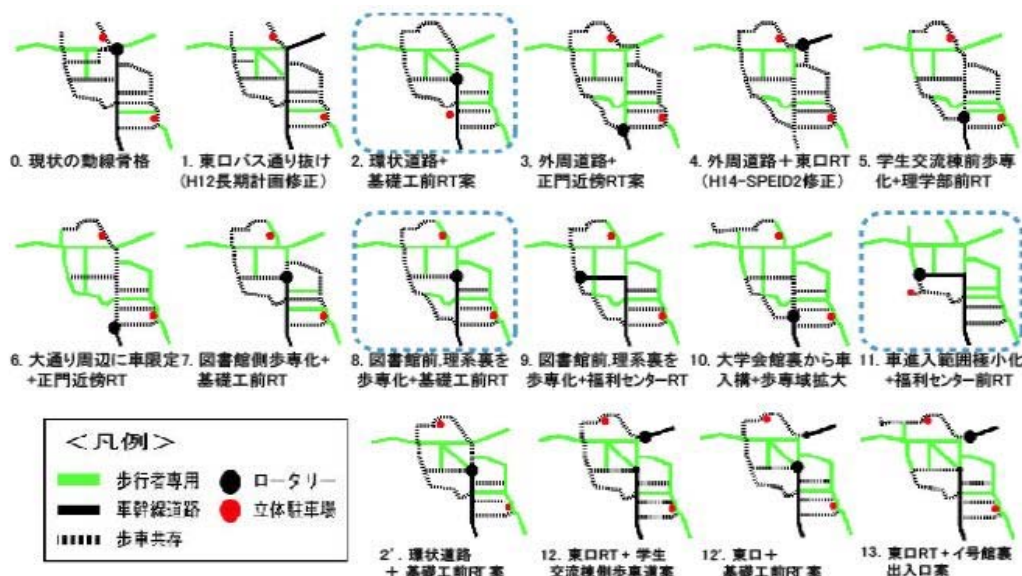 0. 現状の動線骨格
1. 東口バス通り抜け
(H12長期計画修正)
2. 環状道路+
基礎工前RT案
3. 外周道路+
正門近傍RT案
4. 外周道路+東口RT
(H14-SPEID2修正)
5. 学生交流棟前歩専
化+理学部前RT
6. 大通り周辺に車限定
+正門近傍RT
7. 図書館側歩専化+
基礎工前RT
8. 図書館前,理系裏を
歩専化+基礎工前RT
9. 図書館前,理系裏を
歩専化+福利センターRT
10. 大学会館裏から車
入構+歩専域拡大
11. 車進入範囲極小化
+福利センター前RT
<凡例>
歩行者専用
ロータリー
車幹線道路
立体駐車場
歩車共存
2'. 環状道路
+ 基礎工前RT案
12. 東口RT+学生
交流棟側歩車道案
12'. 東口+
基礎工前RT案
13. 東口RT+イ号館裏
出入口案